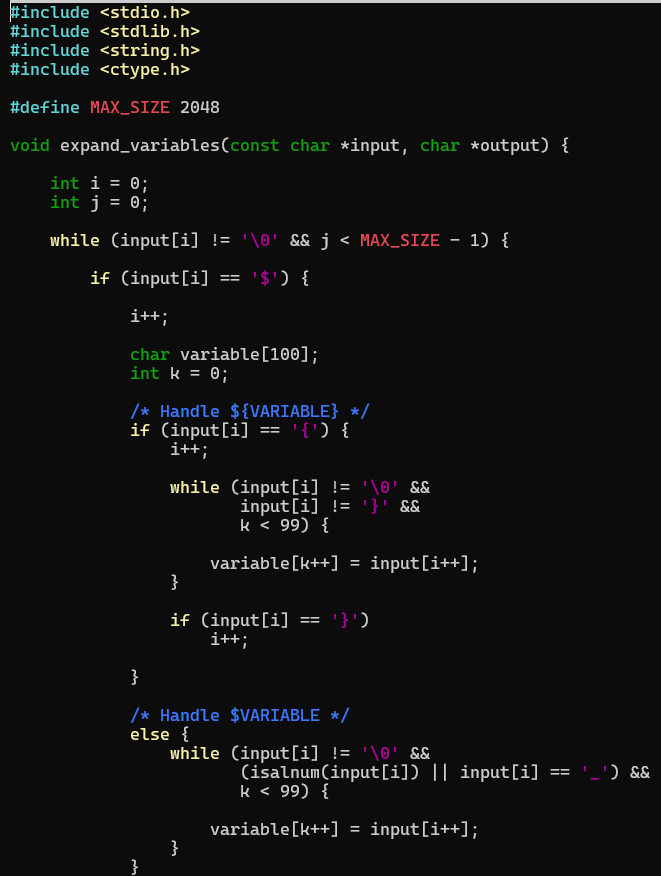 #include <stdio.h>
#include <stdlib.h>
#include <string.h>
#include <ctype.h>

#define MAX_SIZE 2048

void expand_variables(const char *input, char *output) {

    int i = 0;
    int j = 0;

    while (input[i] != '\0' && j < MAX_SIZE - 1) {

        if (input[i] == '$') {

            i++;

            char variable[100];
            int k = 0;

            /* Handle ${VARIABLE} */
            if (input[i] == '{') {
                i++;

                while (input[i] != '\0' &&
                       input[i] != '}' &&
                       k < 99) {

                    variable[k++] = input[i++];
                }

                if (input[i] == '}')
                    i++;

            }

            /* Handle $VARIABLE */
            else {
                while (input[i] != '\0' &&
                       (isalnum(input[i]) || input[i] == '_') &&
                       k < 99) {

                    variable[k++] = input[i++];
                }
            }